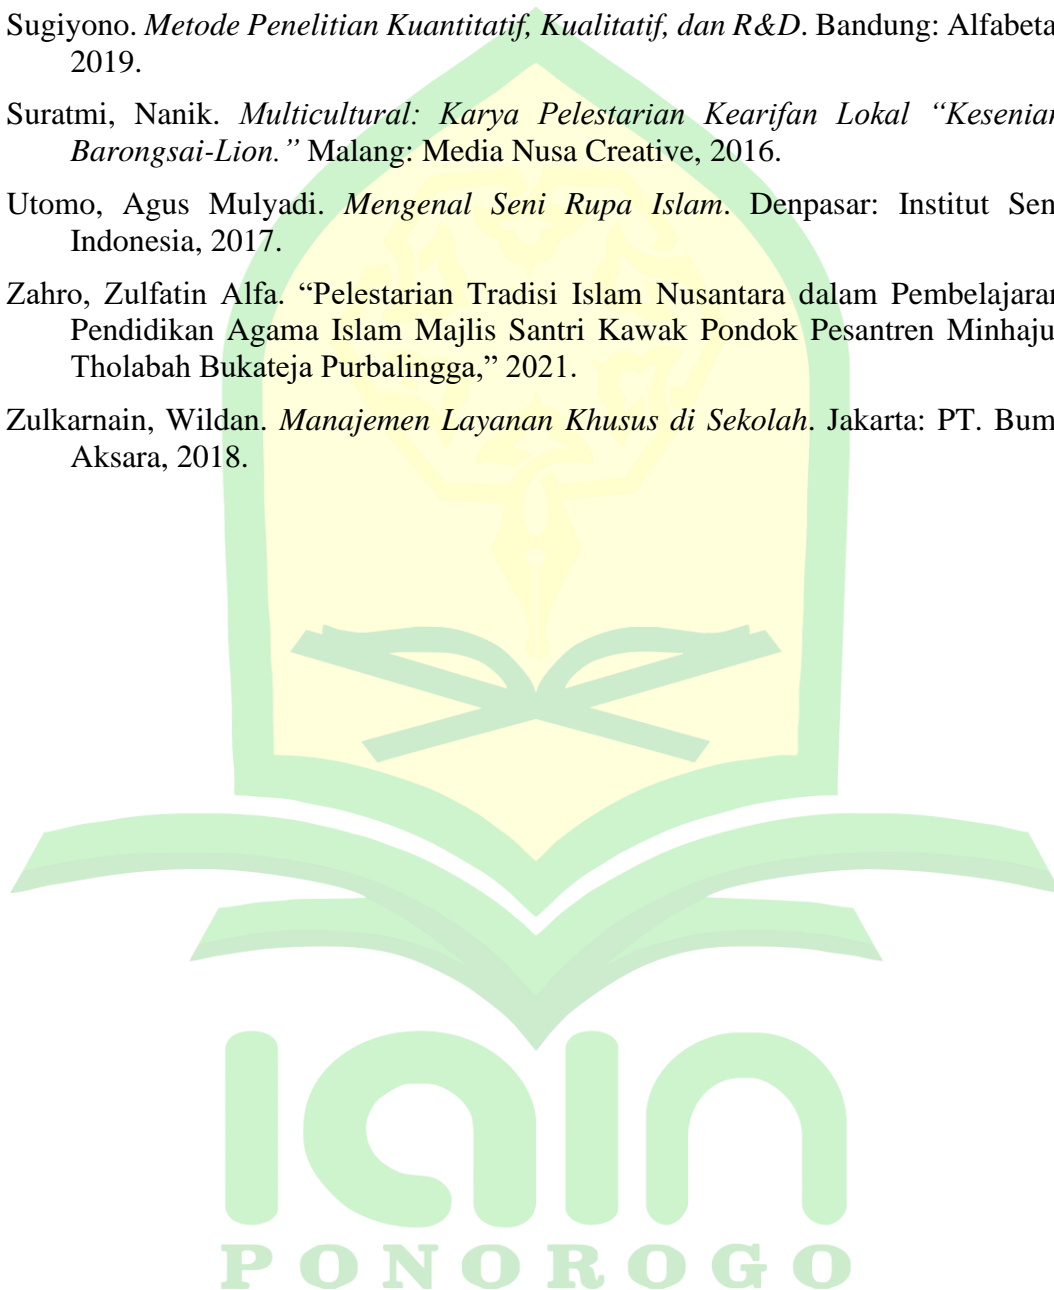 Sugiyono. Metode Penelitian Kuantitatif, Kualitatif, dan R&D. Bandung: Alfabeta
2019.
Suratmi, Nanik. Multicultural: Karya Pelestarian Kearifan Lokal “Kesenian
Barongsai-Lion.” Malang: Media Nusa Creative, 2016.
Utomo, Agus Mulyadi. Mengenal Seni Rupa Islam. Denpasar: Institut Sen
Indonesia, 2017.
Zahro, Zulfatin Alfa. “Pelestarian Tradisi Islam Nusantara dalam Pembelajaran
Pendidikan Agama Islam Majlis Santri Kawak Pondok Pesantren Minhaju
Tholabah Bukateja Purbalingga,” 2021.
Zulkarnain, Wildan. Manajemen Layanan Khusus di Sekolah. Jakarta: PT. Bum
Aksara, 2018.
iain
PONOROGO